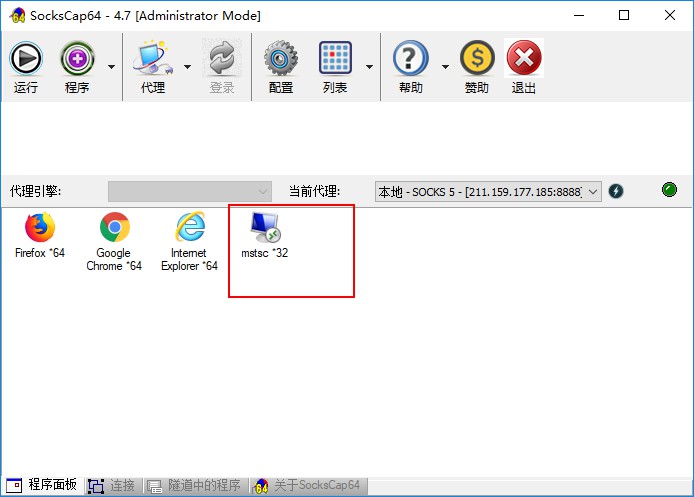 SocksCap64 - 4.7 [Administrator Mode]
运行 程序 代理 登录 配置 列表 帮助 赞助 退出
代理引擎: 当前代理: 本地 - SOCKS 5 - [211.159.177.185:8888]
Firefox *64
Google
Chrome *64
Internet
Explorer *64
mstsc *32
程序面板 连接 隧道中的程序 关于SocksCap64